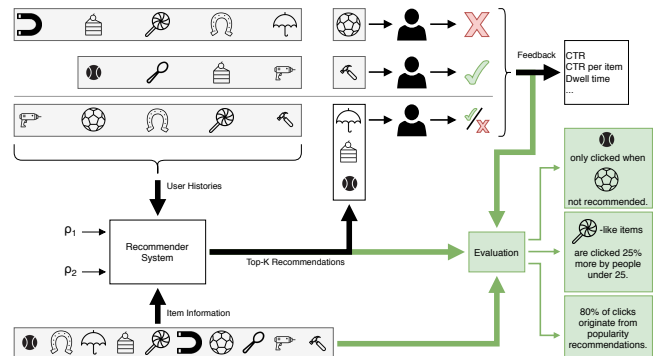 Feedback
CTR
CTR per item
Dwell time
...
User Histories
ρ1
ρ2
Recommender
System
Top-K Recommendations
Item Information
Evaluation
only clicked when
not recommended.
-like items
are clicked 25%
more by people
under 25.
80% of clicks
originate from
popularity
recommendations.